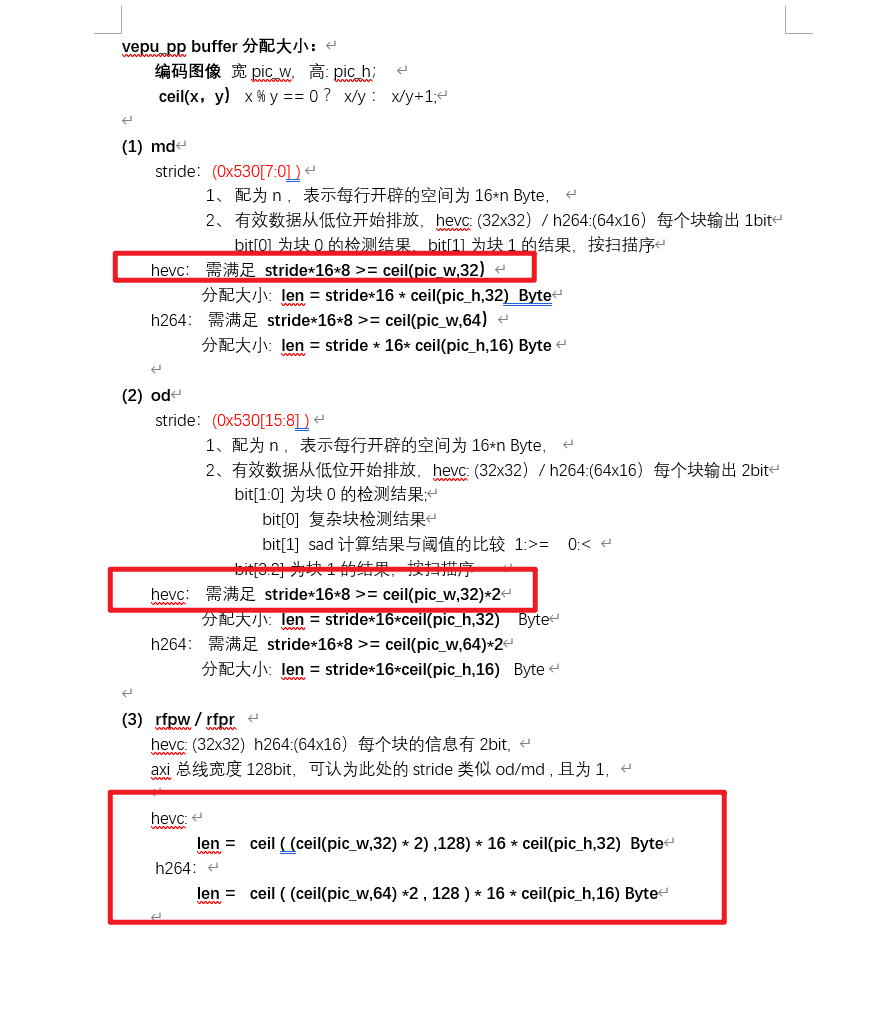 vepu_pp buffer 分配大小：
编码图像 宽 pic_w, 高: pic_h；
ceil(x，y） x % y == 0 ？ x/y ： x/y+1;
(1) md
stride：(0x530[7:0] )
1、 配为 n ，表示每行开辟的空间为 16*n Byte，
2、 有效数据从低位开始排放，hevc: (32x32）/ h264:(64x16）每个块输出 1bit
bit[0] 为块 0 的检测结果，bit[1] 为块 1 的结果，按扫描序
hevc： 需满足 stride*16*8 >= ceil(pic_w,32）
分配大小: len = stride*16 * ceil(pic_h,32) Byte
h264： 需满足 stride*16*8 >= ceil(pic_w,64）
分配大小: len = stride * 16* ceil(pic_h,16) Byte
(2) od
stride：(0x530[15:8] )
1、配为 n ，表示每行开辟的空间为 16*n Byte，
2、有效数据从低位开始排放，hevc: (32x32）/ h264:(64x16）每个块输出 2bit
bit[1:0] 为块 0 的检测结果;
bit[0] 复杂块检测结果
bit[1] sad 计算结果与阈值的比较 1:>= 0:<
bit[3:2] 为块 1 的结果，按扫描序
hevc： 需满足 stride*16*8 >= ceil(pic_w,32)*2
分配大小: len = stride*16*ceil(pic_h,32) Byte
h264： 需满足 stride*16*8 >= ceil(pic_w,64)*2
分配大小: len = stride*16*ceil(pic_h,16) Byte
(3) rfpw / rfpr
hevc: (32x32) h264:(64x16）每个块的信息有 2bit,
axi 总线宽度 128bit，可认为此处的 stride 类似 od/md , 且为 1，
hevc:
len = ceil ( (ceil(pic_w,32) * 2) ,128) * 16 * ceil(pic_h,32) Byte
h264：
len = ceil ( (ceil(pic_w,64) *2 , 128 ) * 16 * ceil(pic_h,16) Byte